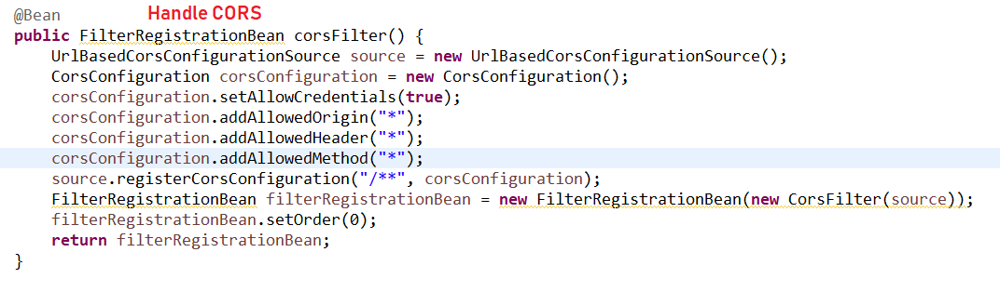 @Bean Handle CORS
public FilterRegistrationBean corsFilter() {
    UrlBasedCorsConfigurationSource source = new UrlBasedCorsConfigurationSource();
    CorsConfiguration corsConfiguration = new CorsConfiguration();
    corsConfiguration.setAllowCredentials(true);
    corsConfiguration.addAllowedOrigin("*");
    corsConfiguration.addAllowedHeader("*");
    corsConfiguration.addAllowedMethod("*");
    source.registerCorsConfiguration("/**", corsConfiguration);
    FilterRegistrationBean filterRegistrationBean = new FilterRegistrationBean(new CorsFilter(source));
    filterRegistrationBean.setOrder(0);
    return filterRegistrationBean;
}